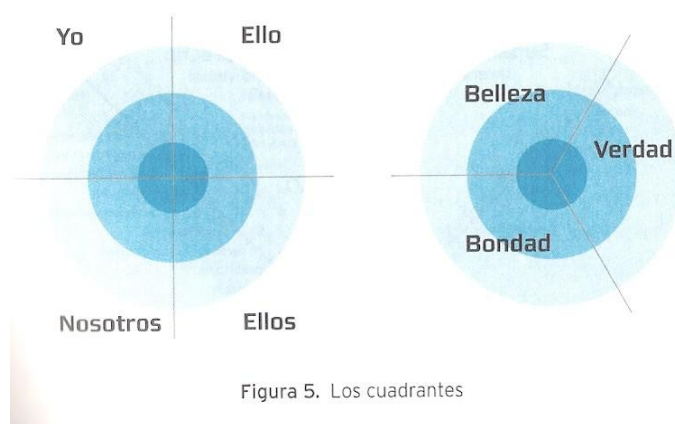 Yo
Ello
Nosotros
Ellos
Belleza
Verdad
Bondad
Figura 5. Los cuadrantes